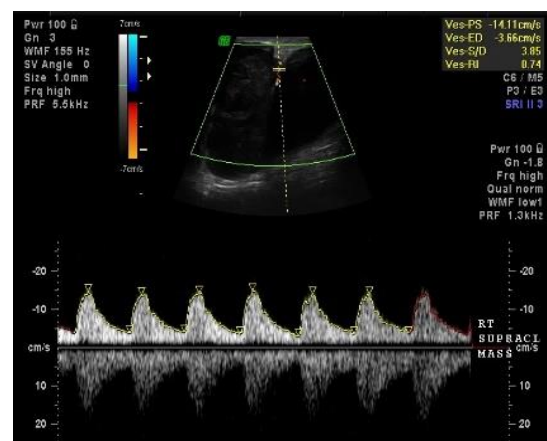 Pwr 100
Gn 3
WMF 155 Hz
SV Angle 0
Size 1.0mm
Frq high
PRF 5.5kHz
7cm/s
-7cm/s
Ves-PS -14.11cm/s
Ves-ED -3.66cm/s
Ves-S/D 3.85
Ves-RI 0.74
C6 / M5
P3 / E3
SRI II 3
Pwr 100
Gn -1.8
Frq high
Qual norm
WMF low1
PRF 1.3kHz
-20 -20
-10 -10
RT
SUPRACL
cm/s cm/s
MASS
10 10
20 20